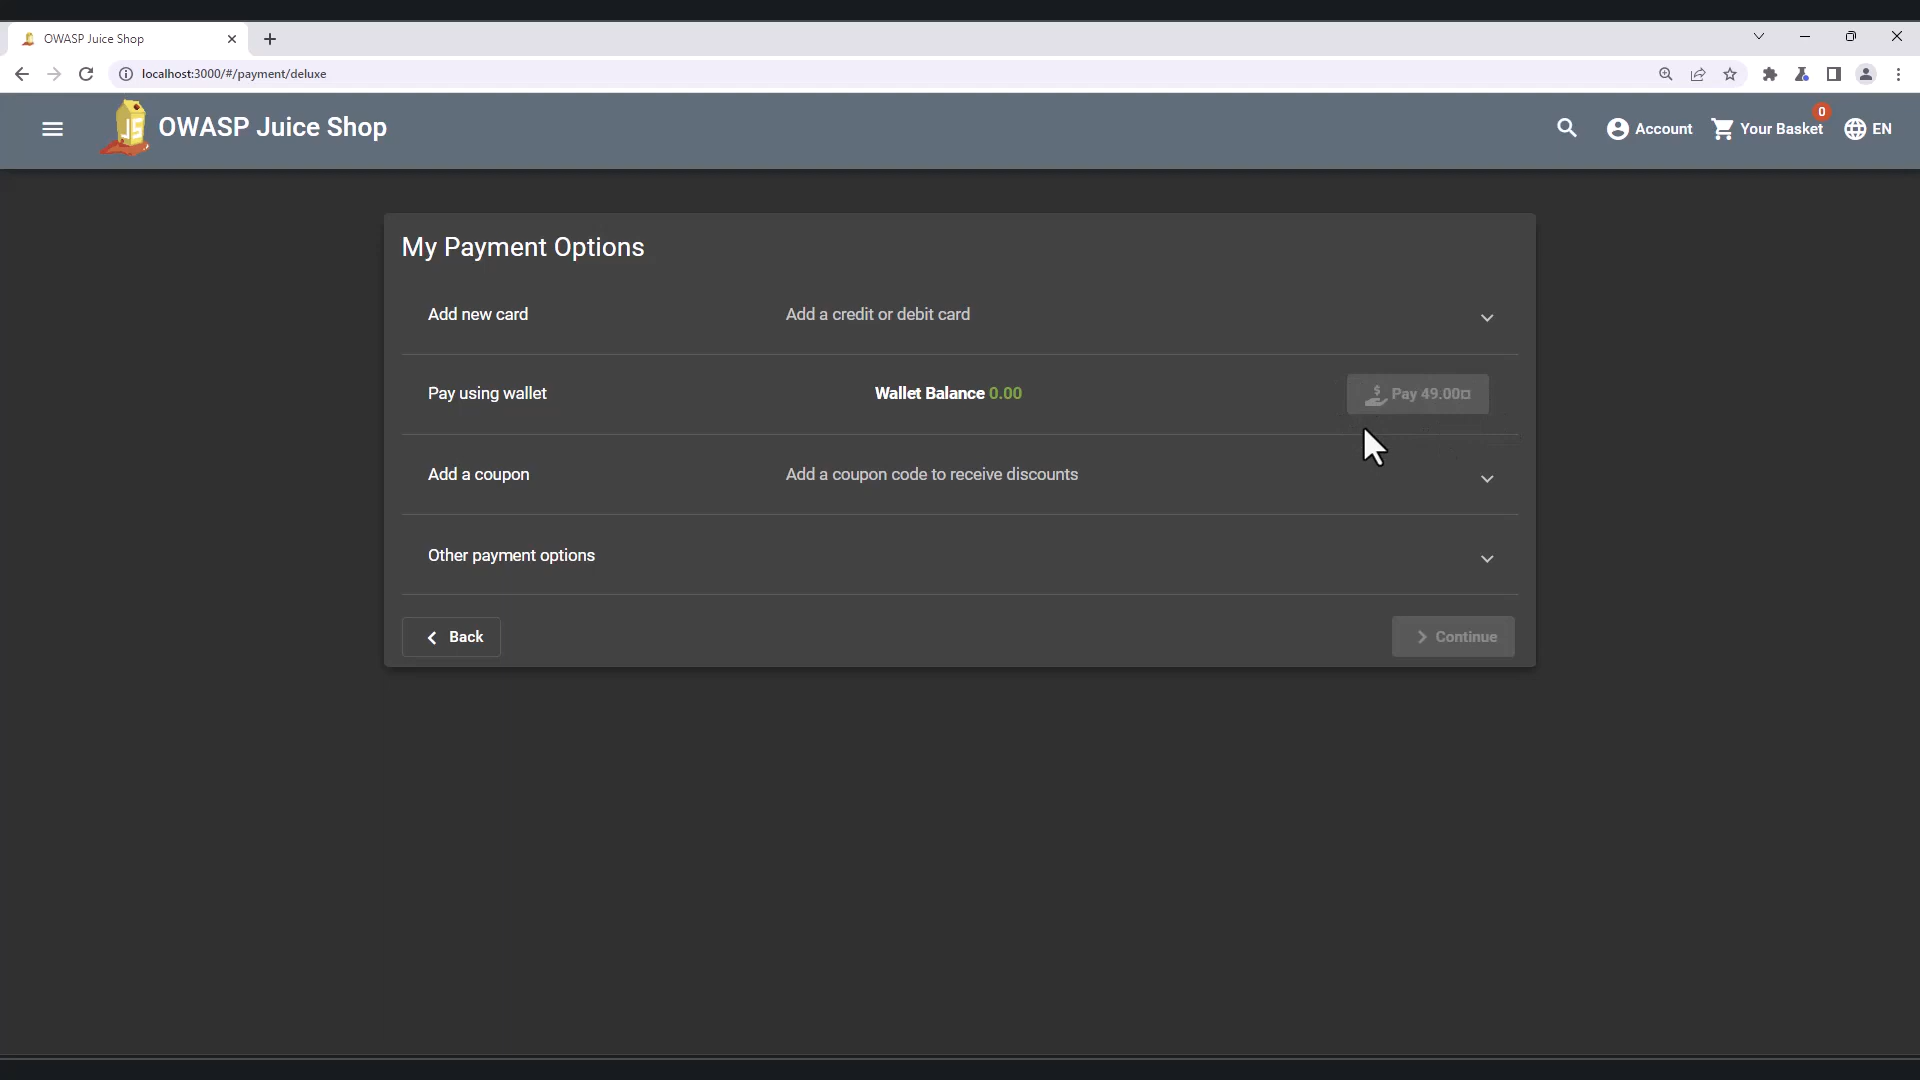 OWASP Juice Shop
localhost:3000/#/payment/deluxe
JS OWASP Juice Shop
Account
Your Basket 0
EN
My Payment Options
Add new card Add a credit or debit card
Pay using wallet Wallet Balance 0.00 $ Pay 49.00¤
Add a coupon Add a coupon code to receive discounts
Other payment options
Back Continue